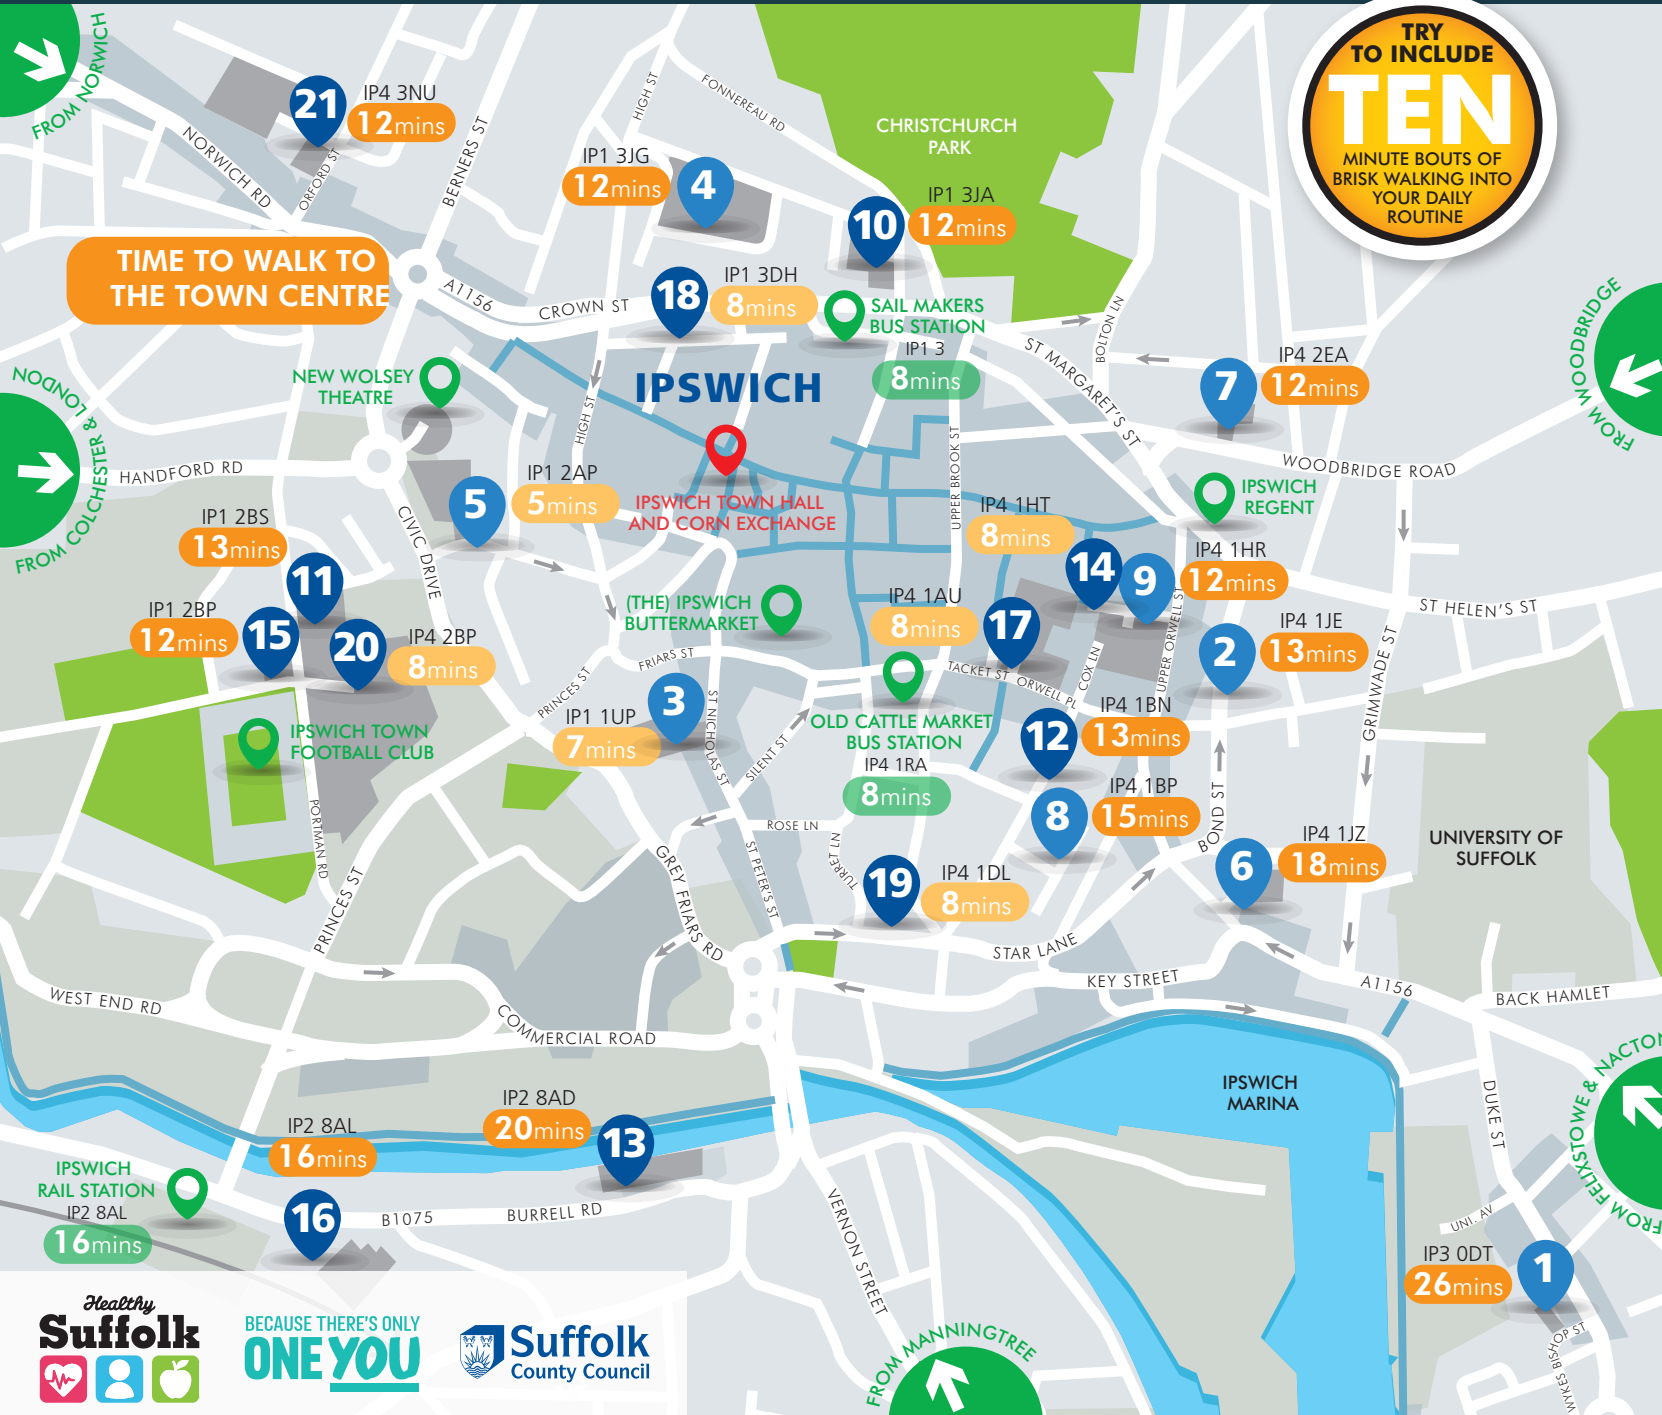 FROM NORWICH
21
IP4 3NU
12mins
NORWICH RD
ORFORD ST
BERNERS ST
HIGH ST
FONNEREAU RD
CHRISTCHURCH
PARK
TRY
TO INCLUDE
TEN
MINUTE BOUTS OF
BRISK WALKING INTO
YOUR DAILY
ROUTINE
IP1 3JG
12mins
4
10
IP1 3JA
12mins
TIME TO WALK TO
THE TOWN CENTRE
A1156
CROWN ST
18
IP1 3DH
8mins
SAIL MAKERS
BUS STATION
IP1 3
8mins
BOLTON LN
ST MARGARET'S ST
7
IP4 2EA
12mins
FROM WOODBRIDGE
NEW WOLSEY
THEATRE
IPSWICH
HIGH ST
FROM COLCHESTER & LONDON
HANDFORD RD
UPPER BROOK ST
WOODBRIDGE ROAD
5
IP1 2AP
5mins
IPSWICH TOWN HALL
AND CORN EXCHANGE
IPSWICH
REGENT
CIVIC DRIVE
IP1 2BS
13mins
11
IP4 1HT
8mins
14
9
IP4 1HR
12mins
IP1 2BP
12mins
15
20
IP4 2BP
8mins
(THE) IPSWICH
BUTTERMARKET
IP4 1AU
8mins
17
UPPER ORWELL ST
2
IP4 1JE
13mins
ST HELEN'S ST
GRIMWADE ST
FRIARS ST
PRINCES ST
TACKET ST
ORWELL PL
COX LN
3
IP1 1UP
7mins
ST NICHOLAS ST
SILENT ST
OLD CATTLE MARKET
BUS STATION
IP4 1RA
8mins
12
IP4 1BN
13mins
IPSWICH TOWN
FOOTBALL CLUB
PORTMAN RD
8
IP4 1BP
15mins
BOND ST
ROSE LN
TURRET LN
ST PETER'S ST
GREY FRIARS RD
PRINCES ST
19
IP4 1DL
8mins
6
IP4 1JZ
18mins
UNIVERSITY OF
SUFFOLK
STAR LANE
KEY STREET
A1156
BACK HAMLET
WEST END RD
COMMERCIAL ROAD
IPSWICH
MARINA
DUKE ST
FROM FELIXSTOWE & NACTON
IP2 8AD
20mins
13
IP2 8AL
16mins
16
IPSWICH
RAIL STATION
IP2 8AL
16mins
B1075
BURRELL RD
VERNON STREET
UNI. AV
IP3 0DT
26mins
1
WYKES BISHOP ST
FROM MANNINGTREE
Healthy
Suffolk
BECAUSE THERE'S ONLY
ONE YOU
Suffolk
County Council